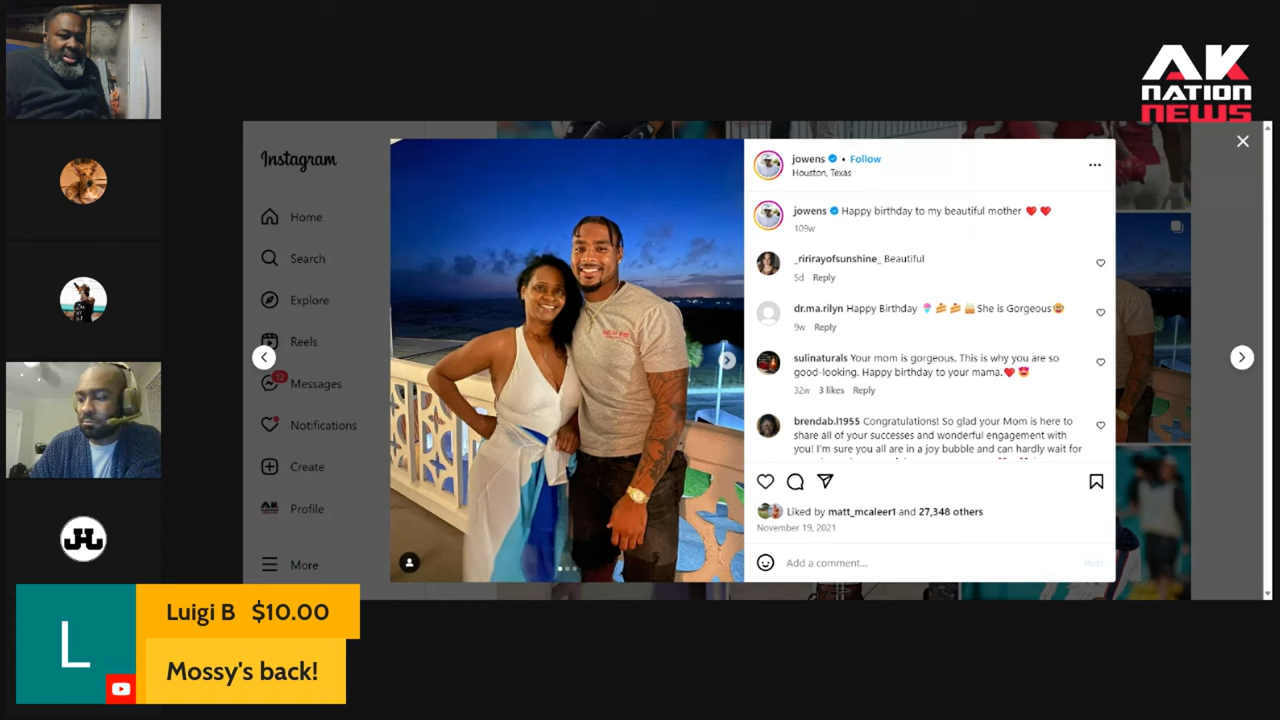 AK
NATION
NEWS
Instagram
Home
Search
Explore
Reels
12
Messages
Notifications
Create
Profile
More
jowens • Follow
Houston, Texas
jowens Happy birthday to my beautiful mother ❤️ ❤️
109w
_ririrayofsunshine_ Beautiful
5d Reply
dr.ma.rilyn Happy Birthday 🍧 🍰 🍰 🎂 She is Gorgeous
9w Reply
sulinaturals Your mom is gorgeous. This is why you are so
good-looking. Happy birthday to your mama.❤️ 😍
32w 3 likes Reply
brendab.l1955 Congratulations! So glad your Mom is here to
share all of your successes and wonderful engagement with
you! I'm sure you all are in a joy bubble and can hardly wait for
Liked by matt_mcaleer1 and 27,348 others
November 19, 2021
Add a comment...
Post
L
Luigi B $10.00
Mossy's back!